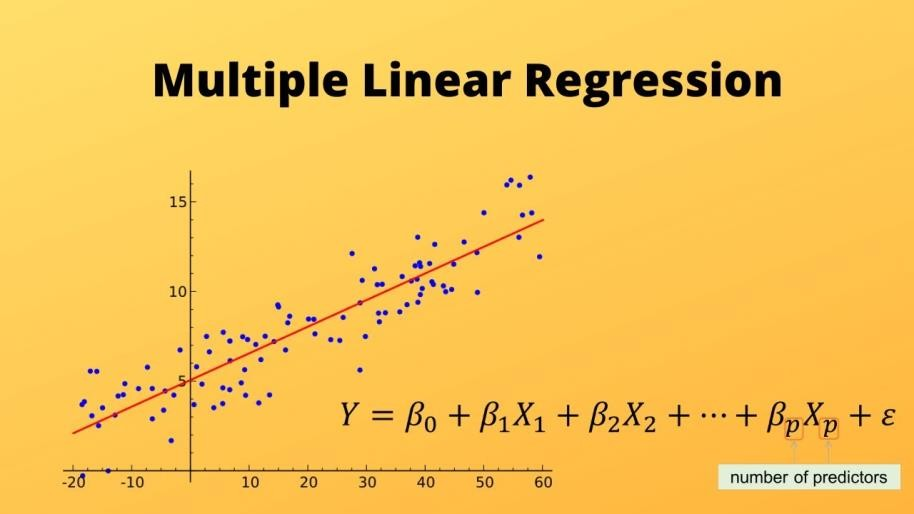 Multiple Linear Regression
15
10
5
-20 -10 10 20 30 40 50 60
Y = β₀ + β₁X₁ + β₂X₂ + ⋯ + βₚXₚ + ε
number of predictors